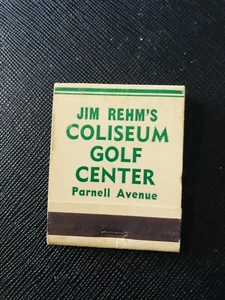 JIM REHM'S
COLISEUM
GOLF
CENTER
Parnell Avenue